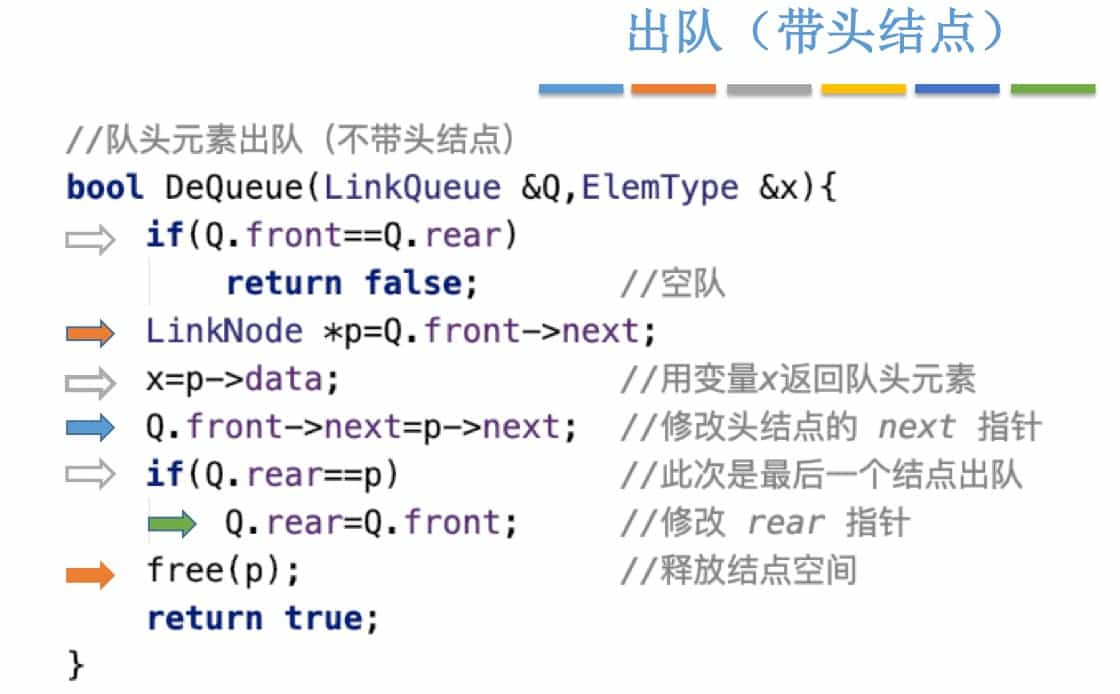 出队（带头结点）
//队头元素出队（不带头结点）
bool DeQueue(LinkQueue &Q,ElemType &x){
if(Q.front==Q.rear)
return false; //空队
LinkNode *p=Q.front->next;
x=p->data; //用变量x返回队头元素
Q.front->next=p->next; //修改头结点的 next 指针
if(Q.rear==p) //此次是最后一个结点出队
Q.rear=Q.front; //修改 rear 指针
free(p); //释放结点空间
return true;
}